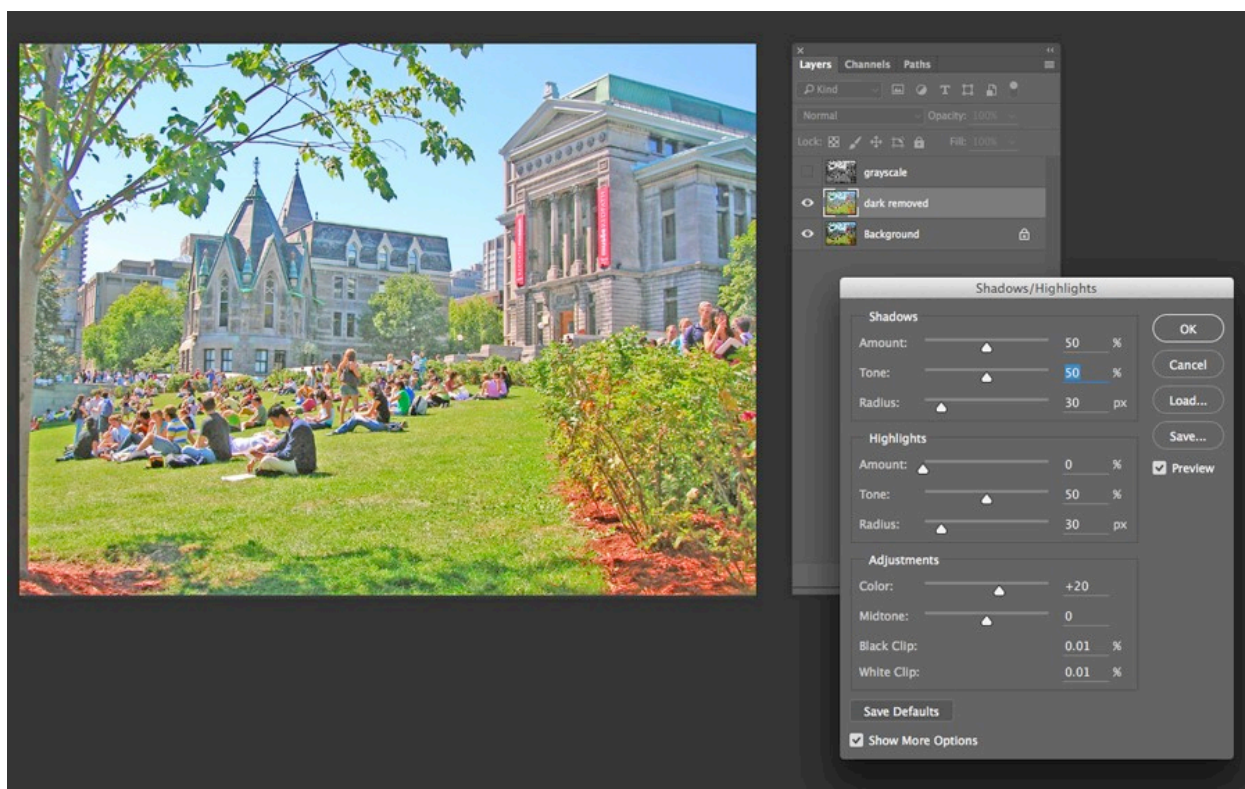 Layers Channels Paths
Kind
Normal Opacity: 100%
Lock: Fill: 100%
grayscale
dark removed
Background
Shadows/Highlights
Shadows
Amount: 50 %
Tone: 50 %
Radius: 30 px
Highlights
Amount: 0 %
Tone: 50 %
Radius: 30 px
Adjustments
Color: +20
Midtone: 0
Black Clip: 0.01 %
White Clip: 0.01 %
Save Defaults
Show More Options
OK
Cancel
Load...
Save...
Preview